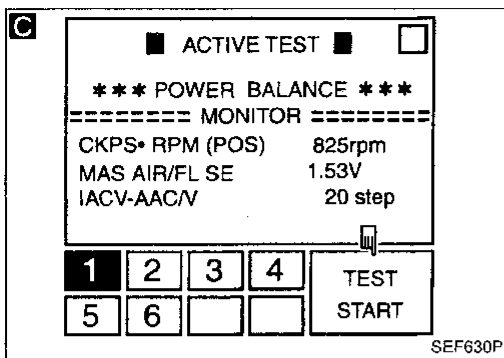 C
ACTIVE TEST
*** POWER BALANCE ***
========= MONITOR ========
CKPS• RPM (POS) 825rpm
MAS AIR/FL SE 1.53V
IACV-AAC/V 20 step
1 2 3 4
5 6
TEST
START
SEF630P